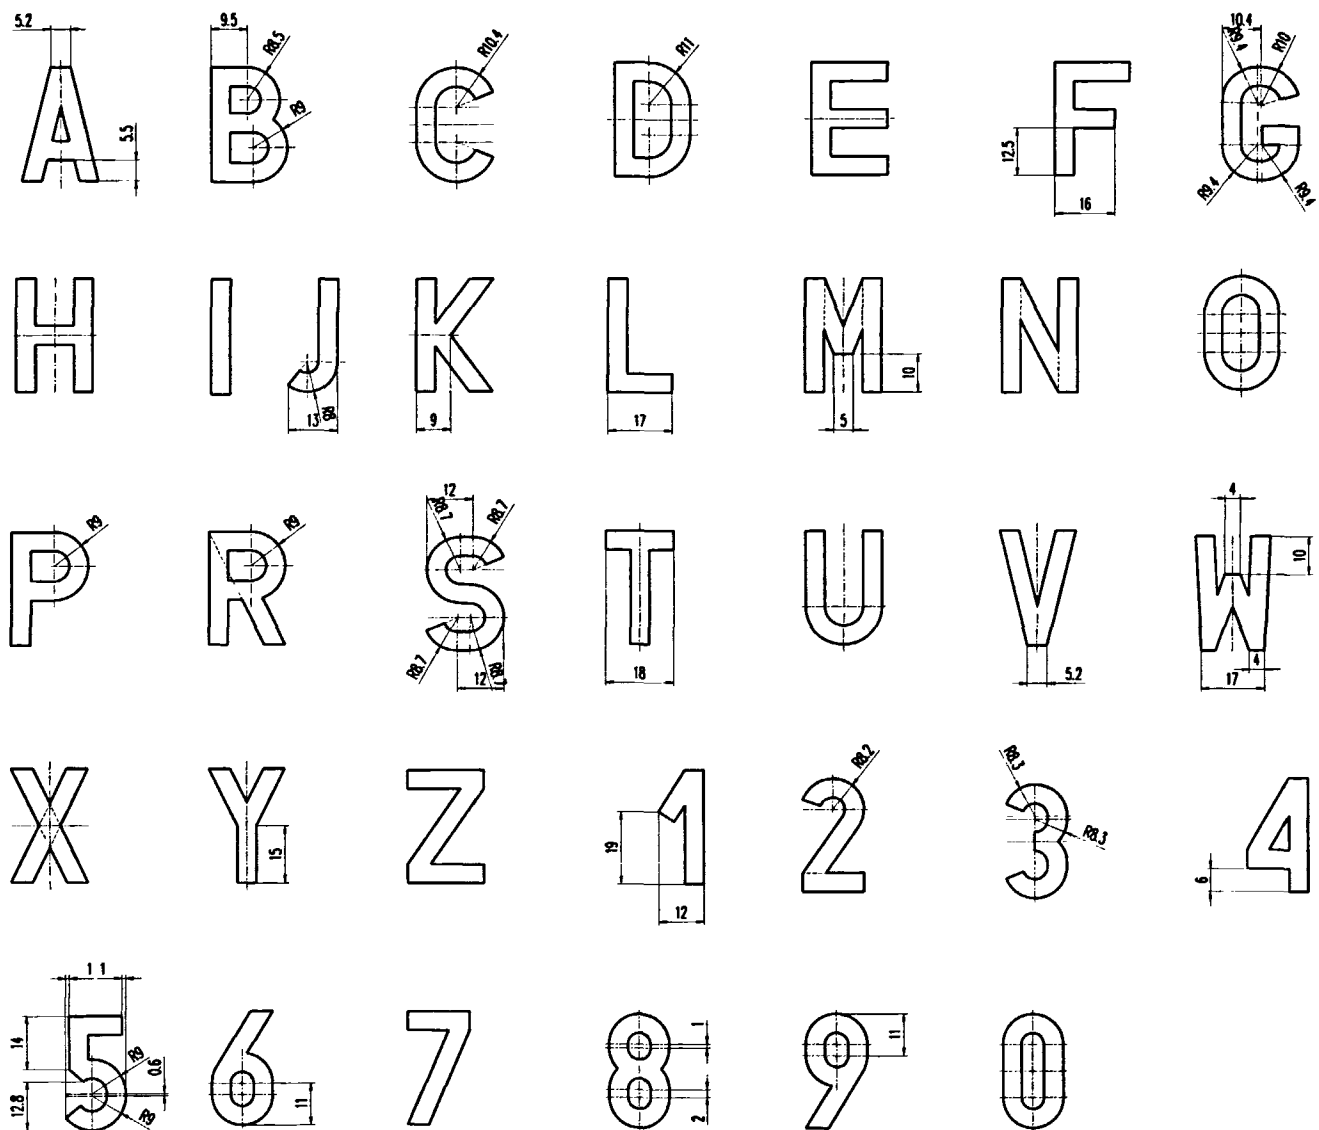 5.2 9.5 R8.5 R10.4 R11 10.4 R9.4 R10
A B C D E F G
5.5 R9 12.5 16 R9.4 R9.4
H I J K L M N O
13 R8 9 17 5 10
12 R8.7 R8.7 4
R9 R9 10
P R S T U V W
R8.7 12 18 5.2 4 17
R8.2 R8.3
X Y Z 1 2 3 4
15 19 12 R8.3 6
11
5 6 7 8 9 0
14 R9 0.6 12.8 R9 11 1 2 11